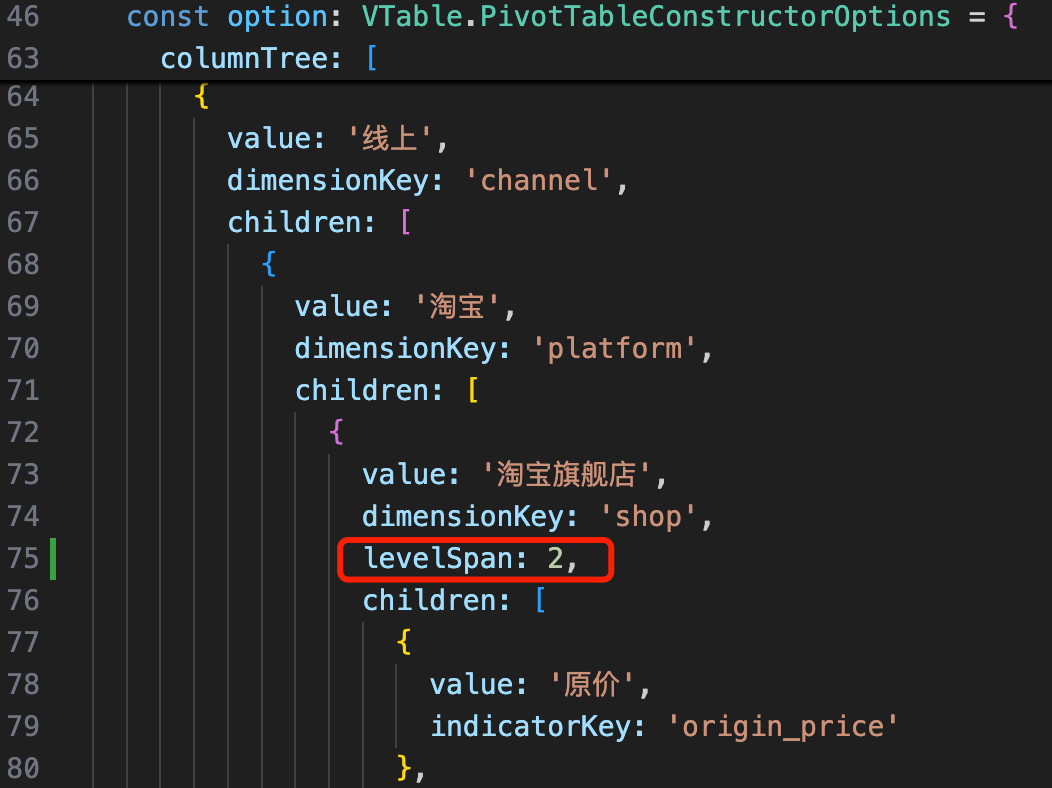 46 const option: VTable.PivotTableConstructorOptions = {
63 columnTree: [
64 {
65 value: '线上',
66 dimensionKey: 'channel',
67 children: [
68 {
69 value: '淘宝',
70 dimensionKey: 'platform',
71 children: [
72 {
73 value: '淘宝旗舰店',
74 dimensionKey: 'shop',
75 levelSpan: 2,
76 children: [
77 {
78 value: '原价',
79 indicatorKey: 'origin_price'
80 },